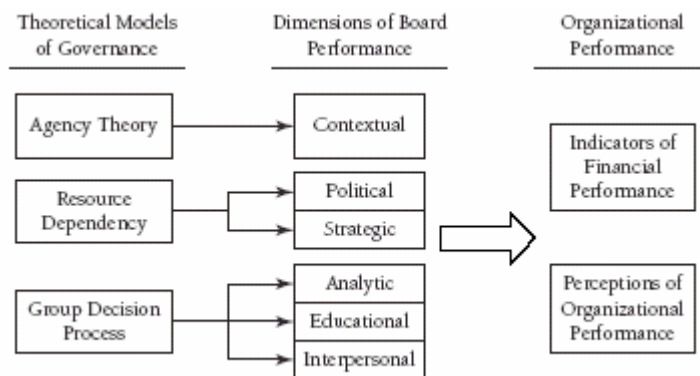 Theoretical Models
of Governance
Dimensions of Board
Performance
Organizational
Performance
Agency Theory
Contextual
Indicators of
Financial
Performance
Resource
Dependency
Political
Strategic
Group Decision
Process
Analytic
Educational
Interpersonal
Perceptions of
Organizational
Performance